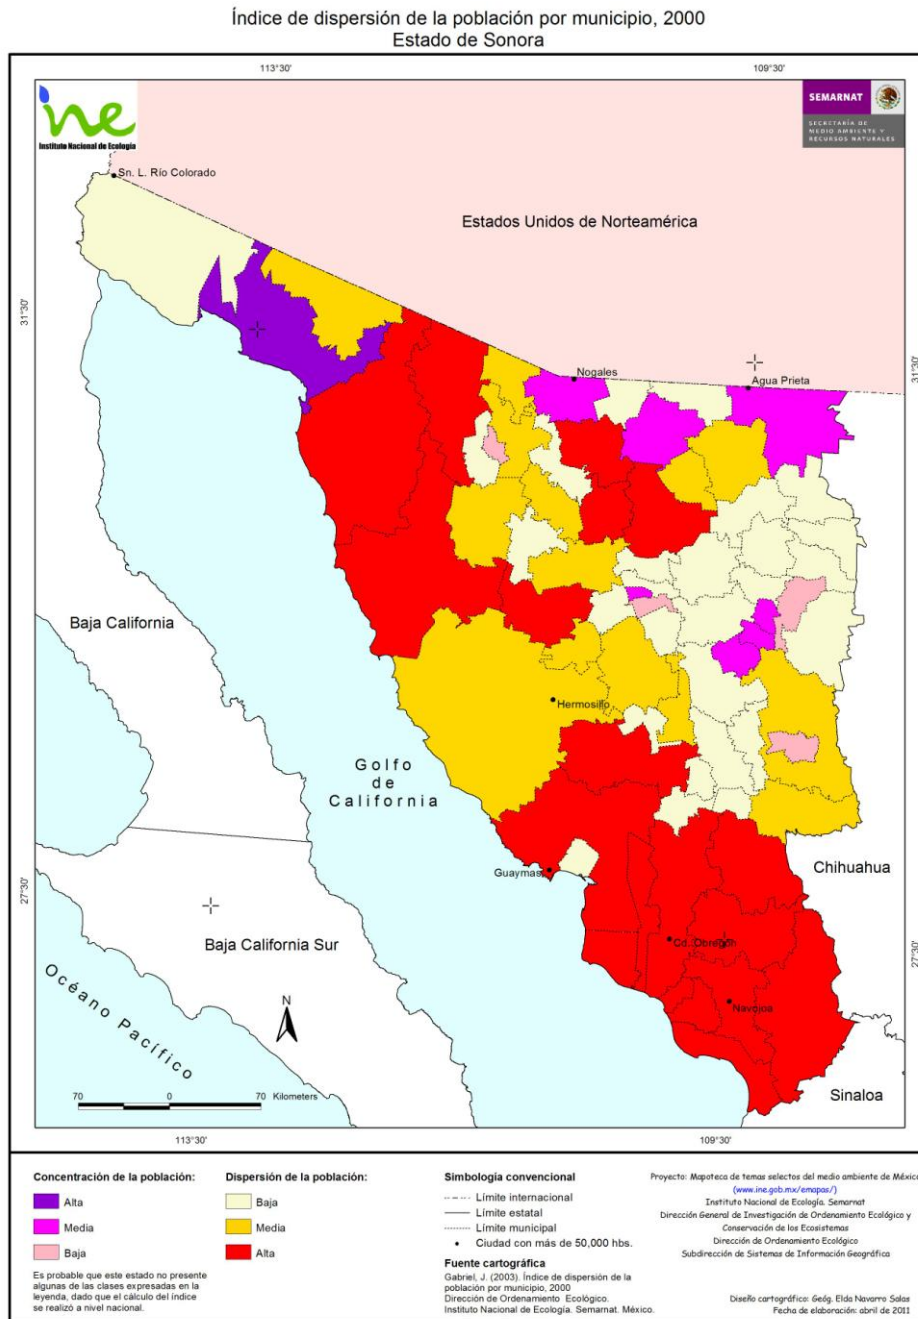 Índice de dispersión de la población por municipio, 2000
Estado de Sonora
113°30'
109°30'
ine
Instituto Nacional de Ecología
SEMARNAT
SECRETARÍA DE
MEDIO AMBIENTE Y
RECURSOS NATURALES
Sn. L. Río Colorado
Estados Unidos de Norteamérica
31°30'
31°30'
Nogales
Agua Prieta
Baja California
Hermosillo
Golfo
de
California
Chihuahua
Guaymas
27°30'
27°30'
Cd. Obregón
Baja California Sur
Navojoa
Océano Pacífico
N
Sinaloa
70 0 70 Kilometers
113°30'
109°30'
Concentración de la población:
Alta
Media
Baja
Es probable que este estado no presente
algunas de las clases expresadas en la
leyenda, dado que el cálculo del índice
se realizó a nivel nacional.
Dispersión de la población:
Baja
Media
Alta
Simbología convencional
Límite internacional
Límite estatal
Límite municipal
Ciudad con más de 50,000 hbs.
Fuente cartográfica
Gabriel, J. (2003). Índice de dispersión de la
población por municipio, 2000
Dirección de Ordenamiento Ecológico.
Instituto Nacional de Ecología. Semarnat. México.
Proyecto: Mapoteca de temas selectos del medio ambiente de México
(www.ine.gob.mx/emapas/)
Instituto Nacional de Ecología. Semarnat
Dirección General de Investigación de Ordenamiento Ecológico y
Conservación de los Ecosistemas
Dirección de Ordenamiento Ecológico
Subdirección de Sistemas de Información Geográfica
Diseño cartográfico: Geóg. Elda Navarro Salas
Fecha de elaboración: abril de 2011